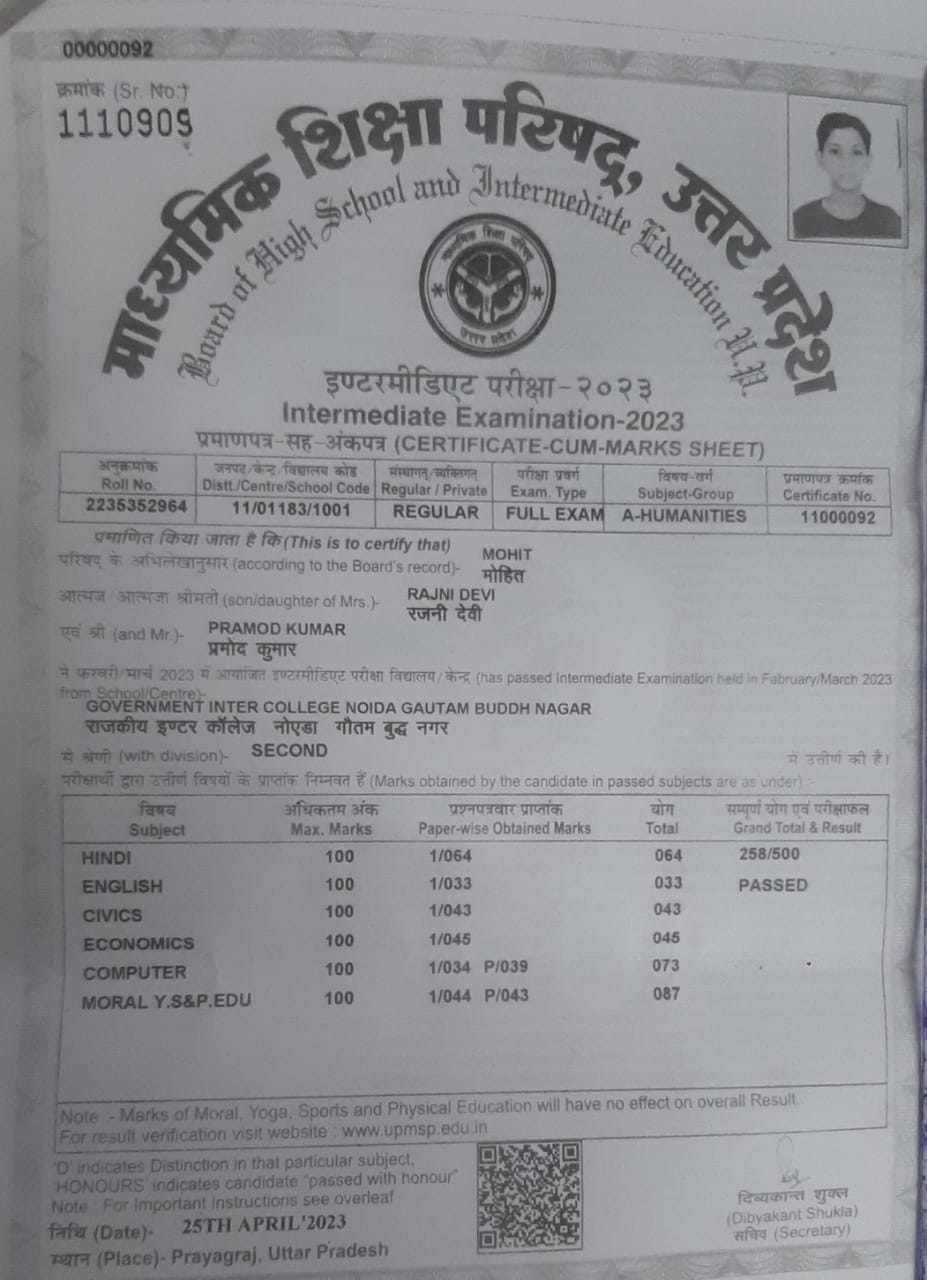 00000092
क्रमांक (Sr. No.)
1110909
माध्यमिक शिक्षा परिषद्, उत्तर प्रदेश
Board of High School and Intermediate Education U.P.
माध्यमिक शिक्षा परिषद
उत्तर प्रदेश
इण्टरमीडिएट परीक्षा-२०२३
Intermediate Examination-2023
प्रमाणपत्र-सह-अंकपत्र (CERTIFICATE-CUM-MARKS SHEET)
अनुक्रमांक जनपद/केन्द्र/विद्यालय कोड संस्थागत्/व्यक्तिगत् परीक्षा प्रवर्ग विषय-वर्ग प्रमाणपत्र क्रमांक
Roll No. Distt./Centre/School Code Regular / Private Exam. Type Subject-Group Certificate No.
2235352964 11/01183/1001 REGULAR FULL EXAM A-HUMANITIES 11000092
प्रमाणित किया जाता है कि (This is to certify that) MOHIT
परिषद के अभिलेखानुसार (according to the Board's record)- मोहित
आत्मज/आत्मजा श्रीमती (son/daughter of Mrs.)- RAJNI DEVI
रजनी देवी
एवं श्री (and Mr.)- PRAMOD KUMAR
प्रमोद कुमार
ने फरवरी/मार्च 2023 में आयोजित इण्टरमीडिएट परीक्षा विद्यालय/केन्द्र (has passed Intermediate Examination held in Fabruary/March 2023
from School/Centre)-
GOVERNMENT INTER COLLEGE NOIDA GAUTAM BUDDH NAGAR
राजकीय इण्टर कॉलेज नोएडा गौतम बुद्ध नगर
मे श्रेणी (with division)- SECOND में उत्तीर्ण की है।
परीक्षार्थी द्वारा उत्तीर्ण विषयों के प्राप्तांक निम्नवत हैं (Marks obtained by the candidate in passed subjects are as under) :-
विषय अधिकतम अंक प्रश्नपत्रवार प्राप्तांक योग सम्पूर्ण योग एवं परीक्षाफल
Subject Max. Marks Paper-wise Obtained Marks Total Grand Total & Result
HINDI 100 1/064 064 258/500
ENGLISH 100 1/033 033 PASSED
CIVICS 100 1/043 043
ECONOMICS 100 1/045 045
COMPUTER 100 1/034 P/039 073
MORAL Y.S&P.EDU 100 1/044 P/043 087
Note :- Marks of Moral, Yoga, Sports and Physical Education will have no effect on overall Result.
For result verification visit website : www.upmsp.edu.in
'D' indicates Distinction in that particular subject,
'HONOURS' indicates candidate "passed with honour"
Note : For Important Instructions see overleaf
तिथि (Date)- 25TH APRIL'2023
स्थान (Place)- Prayagraj, Uttar Pradesh
दिव्यकान्त शुक्ल
(Dibyakant Shukla)
सचिव (Secretary)